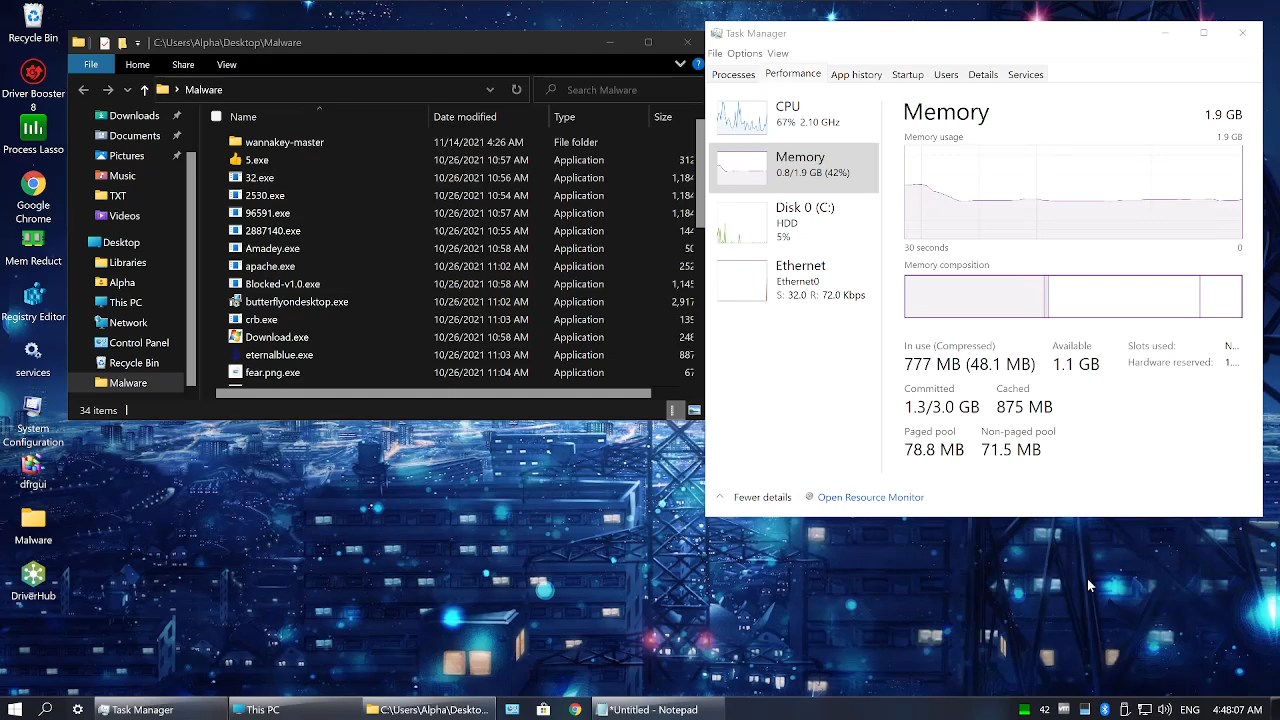 Recycle Bin
Driver Booster
8
ProcessLasso
Google
Chrome
Mem Reduct
Registry Editor
services
System
Configuration
dfrgui
Malware
DriverHub
C:\Users\Alpha\Desktop\Malware
File Home Share View
Malware
Search Malware
Downloads
Documents
Pictures
Music
TXT
Videos
Desktop
Libraries
Alpha
This PC
Network
Control Panel
Recycle Bin
Malware
Name Date modified Type Size
wannakey-master 11/14/2021 4:26 AM File folder
5.exe 10/26/2021 10:57 AM Application 312
32.exe 10/26/2021 10:56 AM Application 1,184
2530.exe 10/26/2021 10:55 AM Application 1,184
96591.exe 10/26/2021 10:57 AM Application 1,184
2887140.exe 10/26/2021 10:55 AM Application 144
Amadey.exe 10/26/2021 10:58 AM Application 50
anyname.exe 10/26/2021 11:02 AM Application 252
Birele.A-v1.0.exe 10/26/2021 11:02 AM Application 116
butterflyondesktop.exe 10/26/2021 11:02 AM Application 2,917
crb.exe 10/26/2021 11:03 AM Application 135
Download.exe 10/26/2021 10:58 AM Application 248
10/26/2021 11:03 AM Application 887
fear.png.exe 10/26/2021 11:04 AM Application 67
34 items
Task Manager
File Options View
Processes Performance App history Startup Users Details Services
CPU
67% 2.10 GHz
Memory
0.8/1.9 GB (42%)
Disk 0 (C:)
HDD
5%
Ethernet
Ethernet0
S: 32.0 R: 72.0 Kbps
Memory 1.9 GB
Memory usage 1.9 GB
30 seconds 0
Memory composition
In use (Compressed) Available Slots used: N...
777 MB (48.1 MB) 1.1 GB Hardware reserved: 1....
Committed Cached
1.3/3.0 GB 875 MB
Paged pool Non-paged pool
78.8 MB 71.5 MB
Fewer details Open Resource Monitor
Task Manager This PC C:\Users\Alpha\Deskto... *Untitled - Notepad 42 ENG 4:48:07 AM